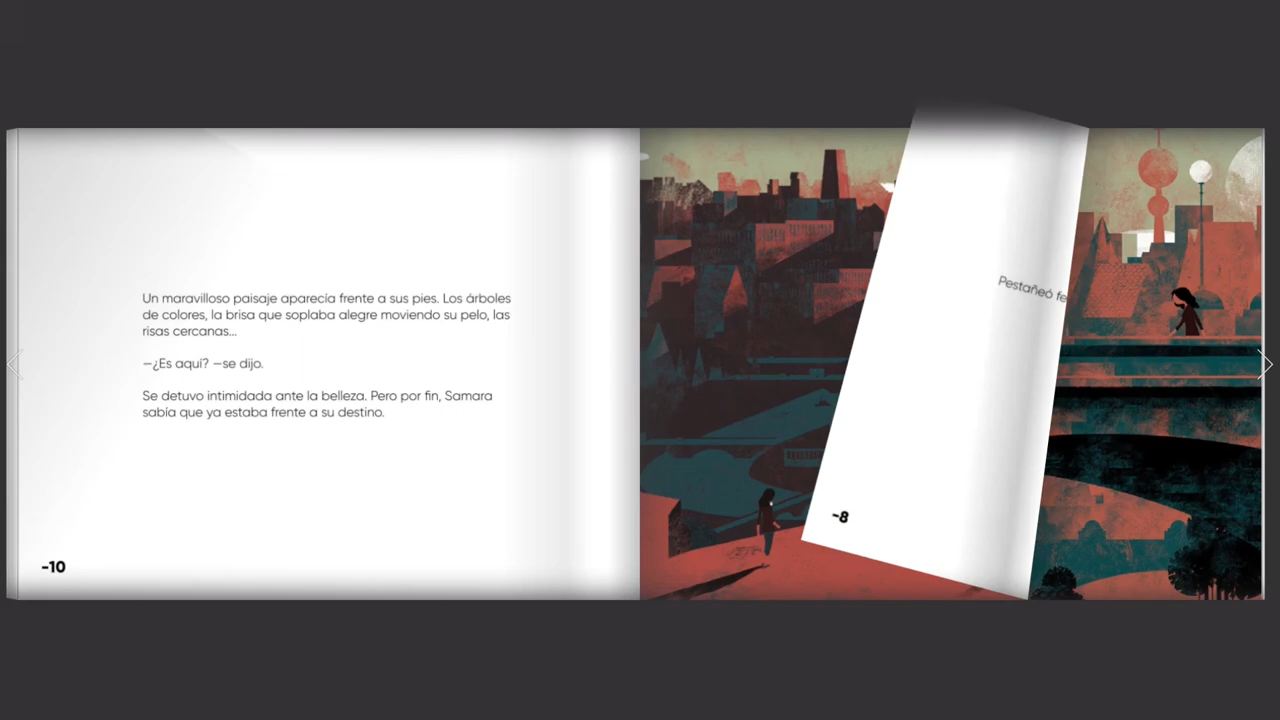 Un maravilloso paisaje aparecía frente a sus pies. Los árboles
de colores, la brisa que soplaba alegre moviendo su pelo, las
risas cercanas...
—¿Es aquí? —se dijo.
Se detuvo intimidada ante la belleza. Pero por fin, Samara
sabía que ya estaba frente a su destino.
-10
Pestañeó fe
-8